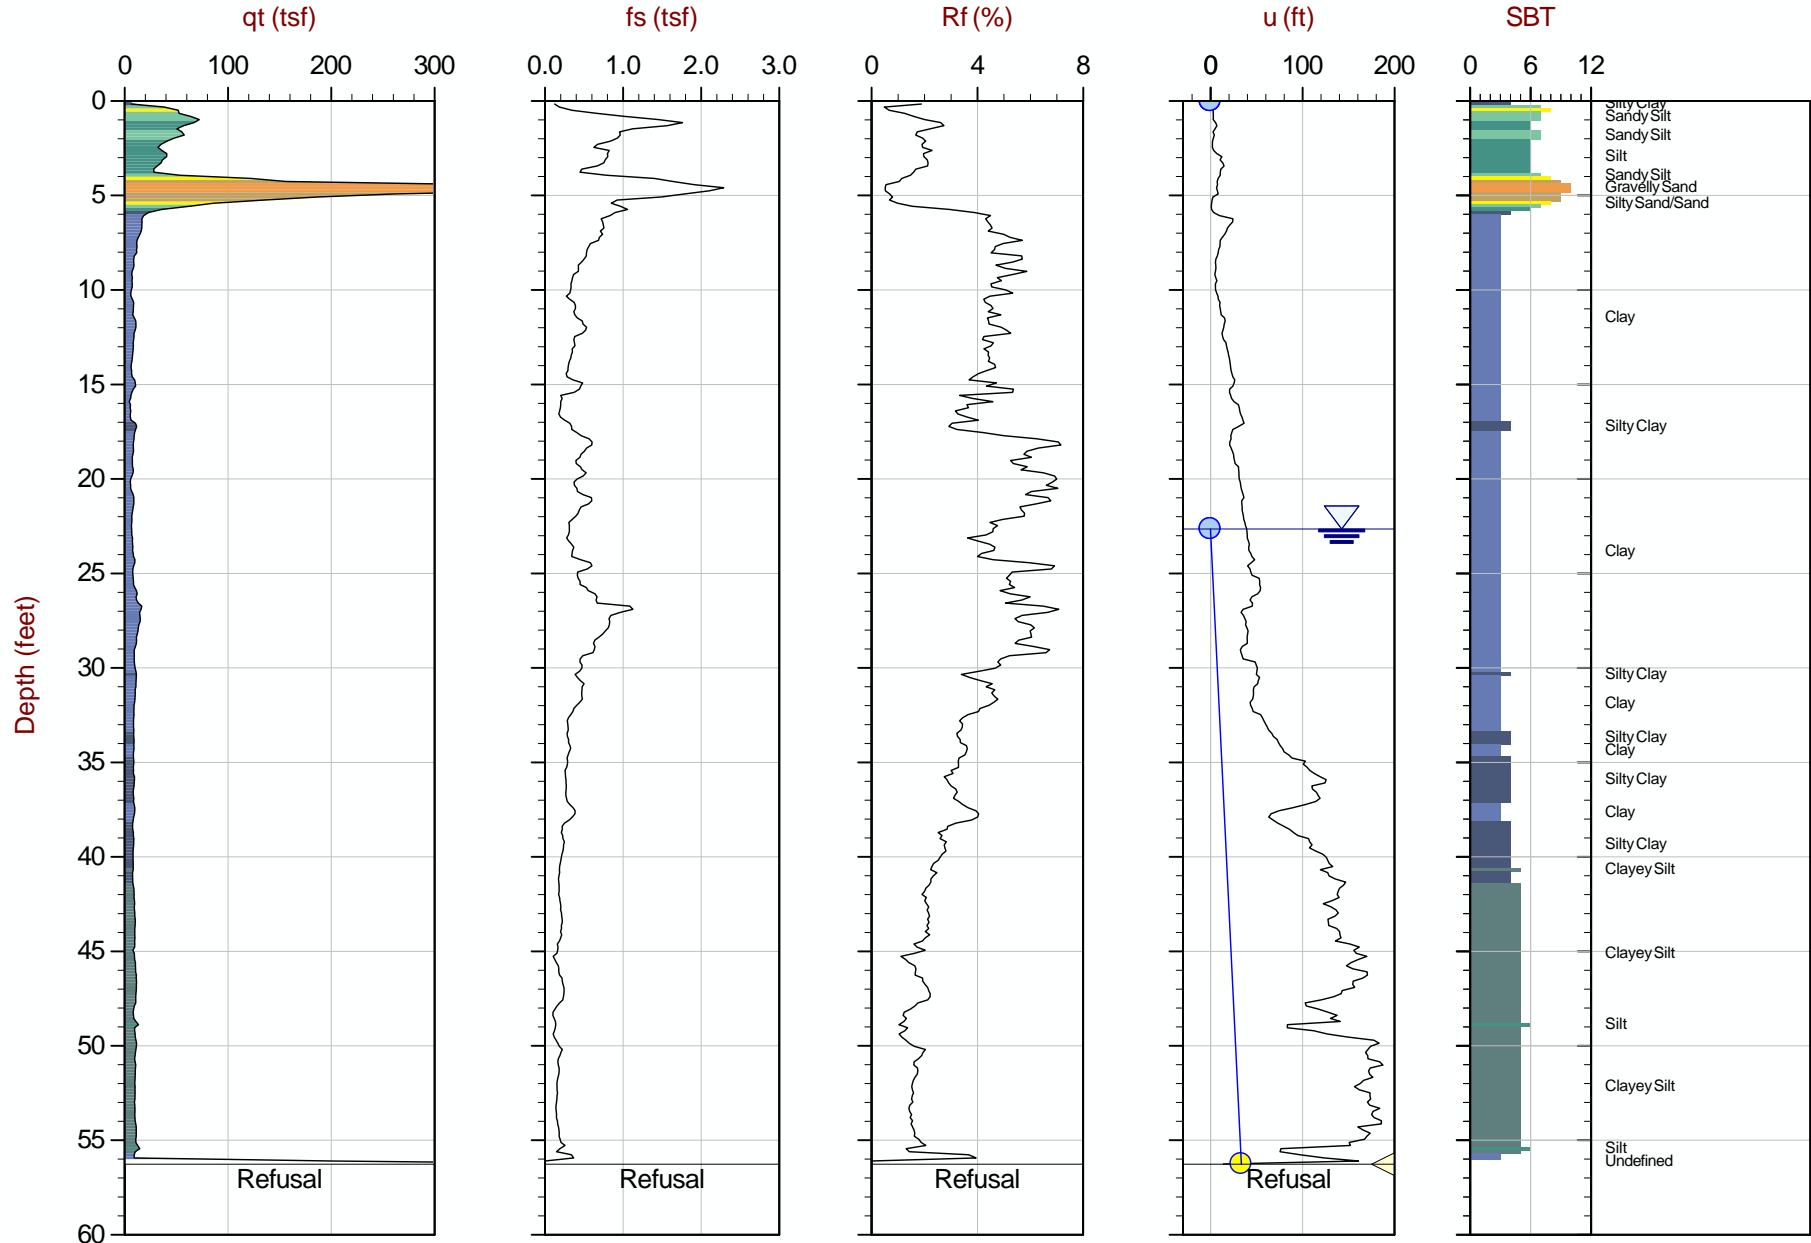 qt (tsf) fs (tsf) Rf (%) u (ft) SBT
0 100 200 300 0.0 1.0 2.0 3.0 0 4 8 0 100 200 0 6 12
Depth (feet)
0
5
10
15
20
25
30
35
40
45
50
55
60
Silty Clay
Sandy Silt
Sandy Silt
Silt
Sandy Silt
Gravelly Sand
Silty Sand/Sand
Clay
Silty Clay
Clay
Silty Clay
Clay
Silty Clay
Clay
Silty Clay
Clay
Silty Clay
Clayey Silt
Clayey Silt
Silt
Clayey Silt
Silt
Undefined
Refusal Refusal Refusal Refusal